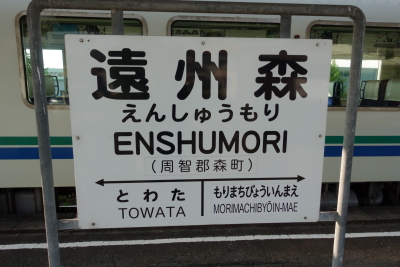 遠州森
えんしゅうもり
ENSHUMORI
(周智郡森町)
とわた
TOWATA
もりまちびょういんまえ
MORIMACHIBYŌIN-MAE